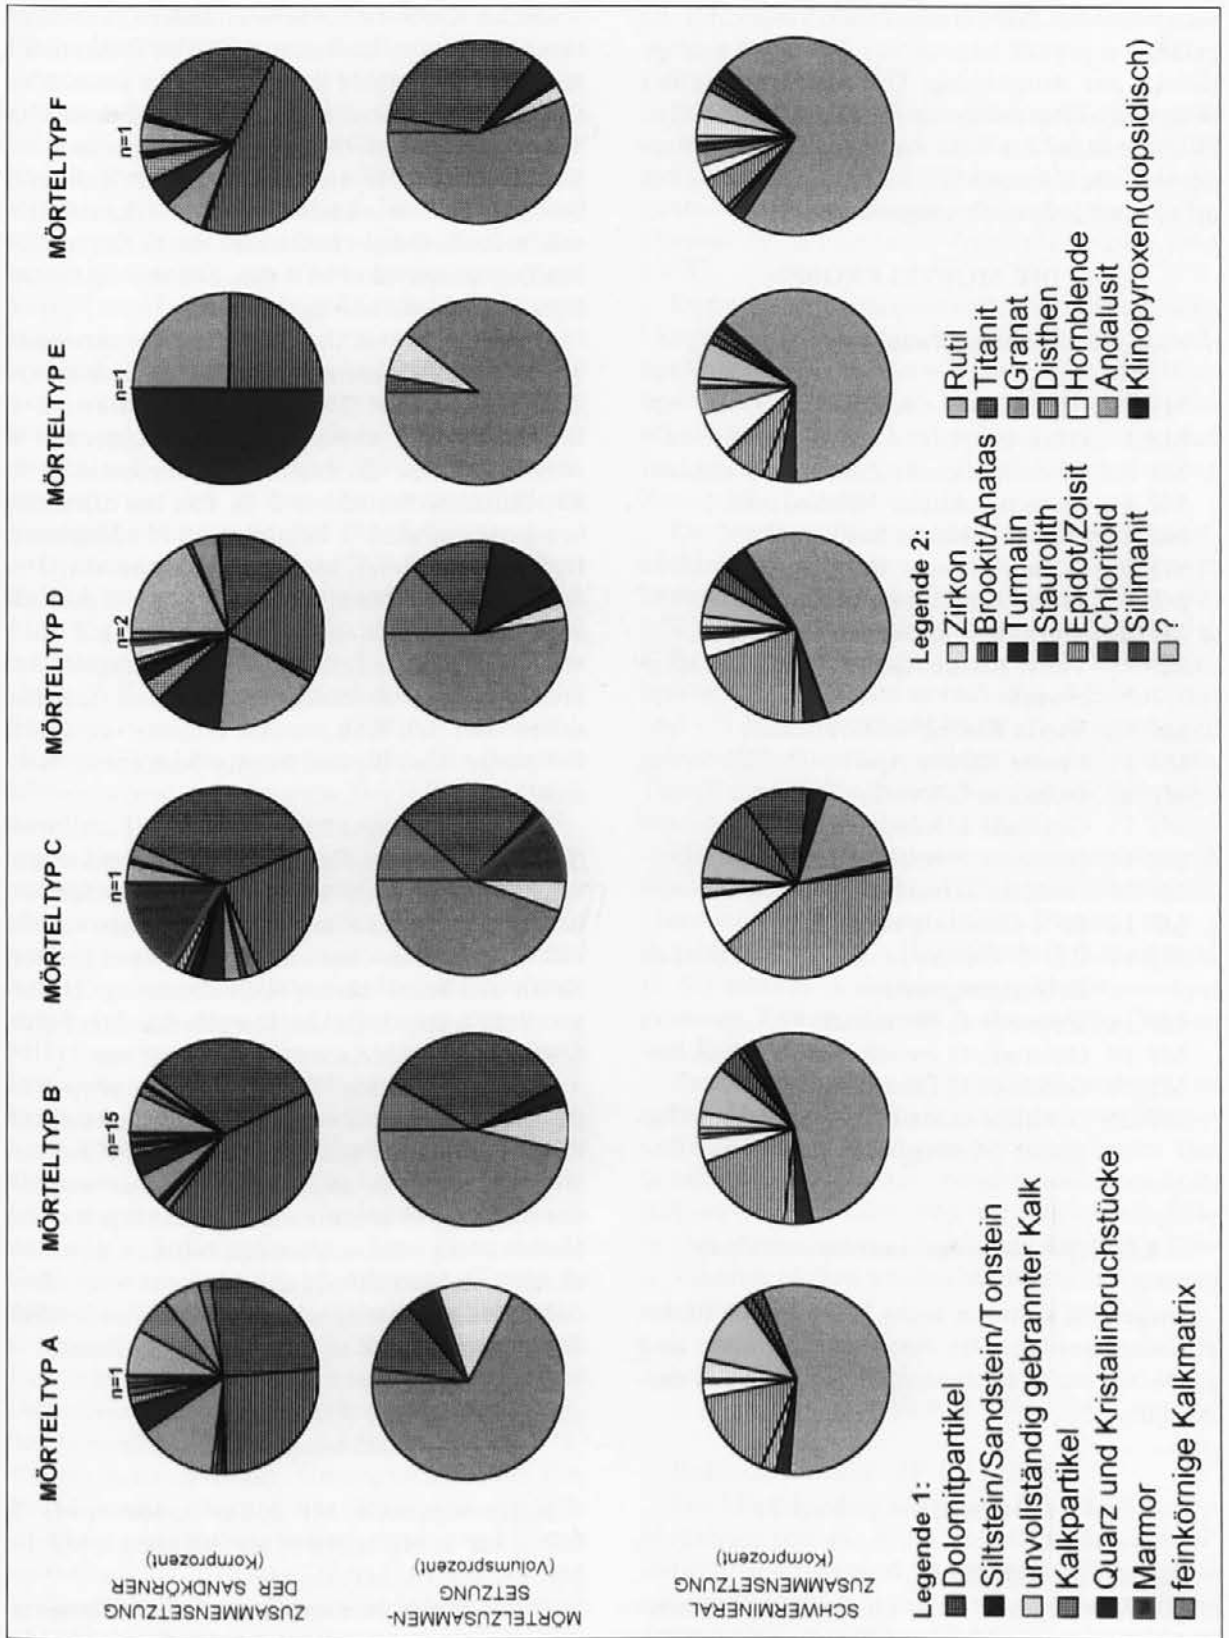 MÖRTELTYP A
MÖRTELTYP B
MÖRTELTYP C
MÖRTELTYP D
MÖRTELTYP E
MÖRTELTYP F
n=1
n=15
n=1
n=2
n=1
n=1
ZUSAMMENSETZUNG
DER SANDKÖRNER
(Kornprozent)
MÖRTELZUSAMMEN-
SETZUNG
(Volumsprozent)
SCHWERMINERAL
ZUSAMMENSETZUNG
(Kornprozent)
Legende 1:
Dolomitpartikel
Siltstein/Sandstein/Tonstein
unvollständig gebrannter Kalk
Kalkpartikel
Quarz und Kristallinbruchstücke
Marmor
feinkörnige Kalkmatrix
Legende 2:
Zirkon
Brookit/Anatas
Turmalin
Staurolith
Epidot/Zoisit
Chloritoid
Sillimanit
?
Rutil
Titanit
Granat
Disthen
Hornblende
Andalusit
Klinopyroxen(diopsidisch)